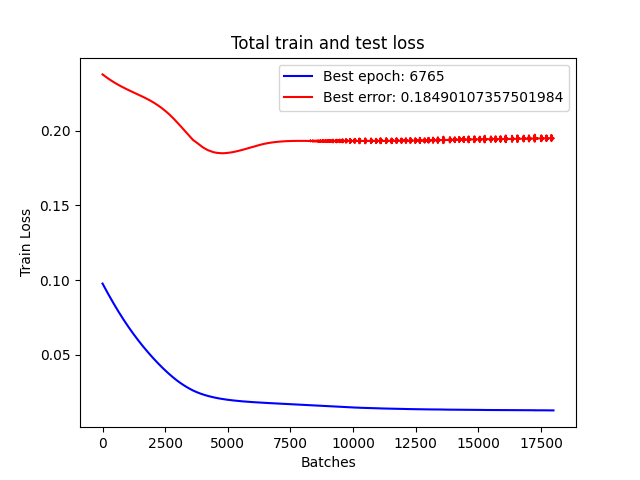 Total train and test loss
Best epoch: 6765
Best error: 0.18490107357501984
Train Loss
0.20
0.15
0.10
0.05
0 2500 5000 7500 10000 12500 15000 17500
Batches